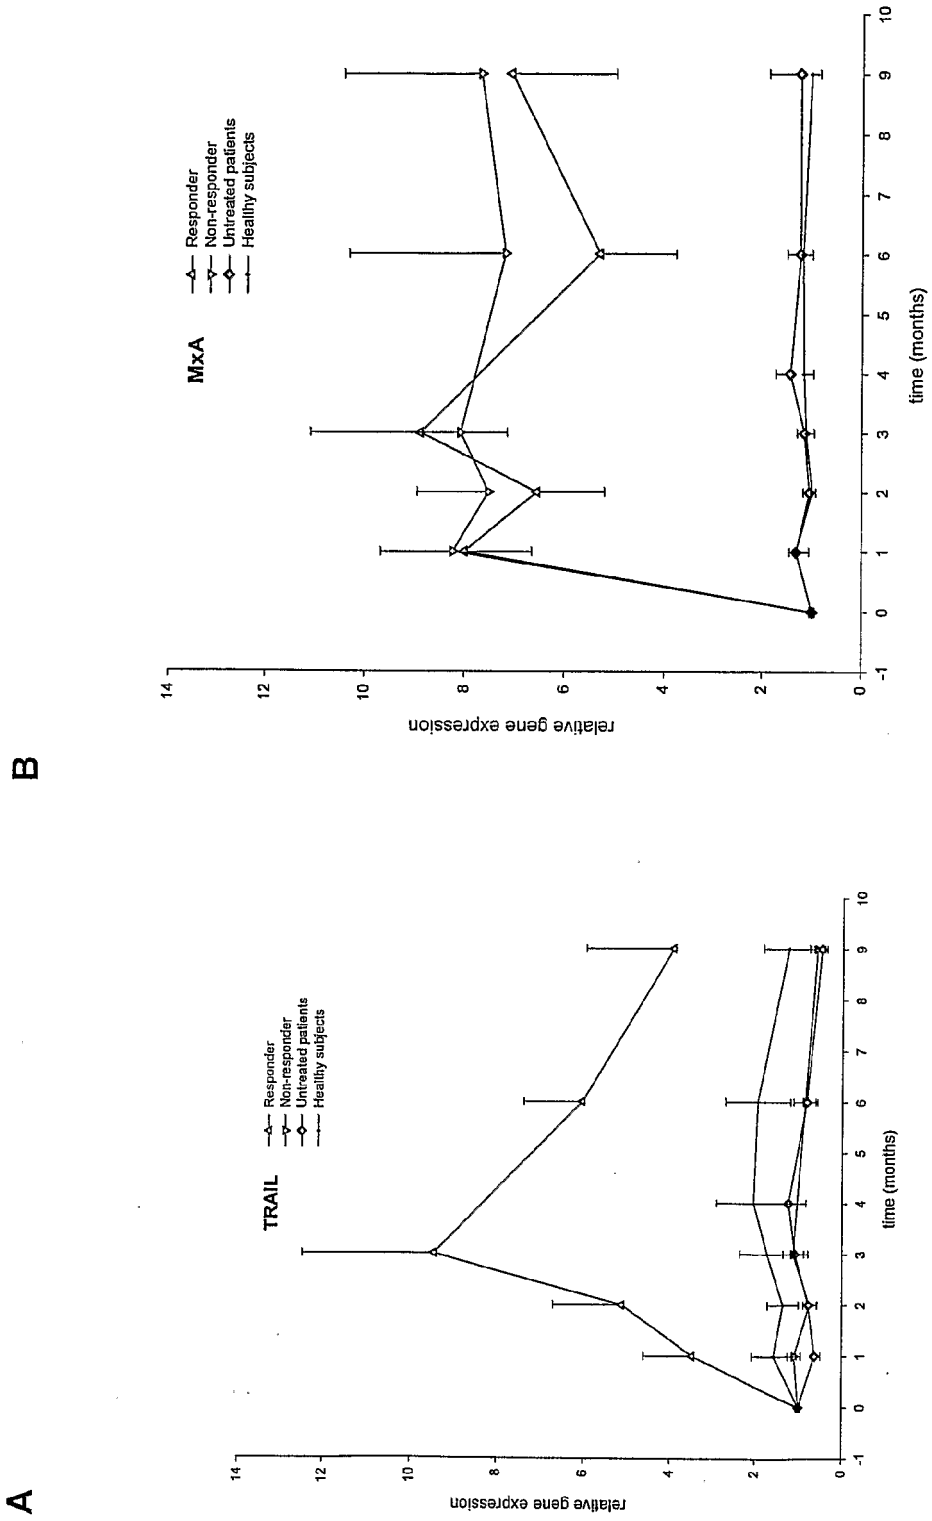 A
TRAIL
Responder
Non-responder
Untreated patients
Healthy subjects
relative gene expression
14
12
10
8
6
4
2
0
-1
0
1
2
3
4
5
6
7
8
9
10
time (months)
B
MxA
Responder
Non-responder
Untreated patients
Healthy subjects
relative gene expression
14
12
10
8
6
4
2
0
-1
0
1
2
3
4
5
6
7
8
9
10
time (months)